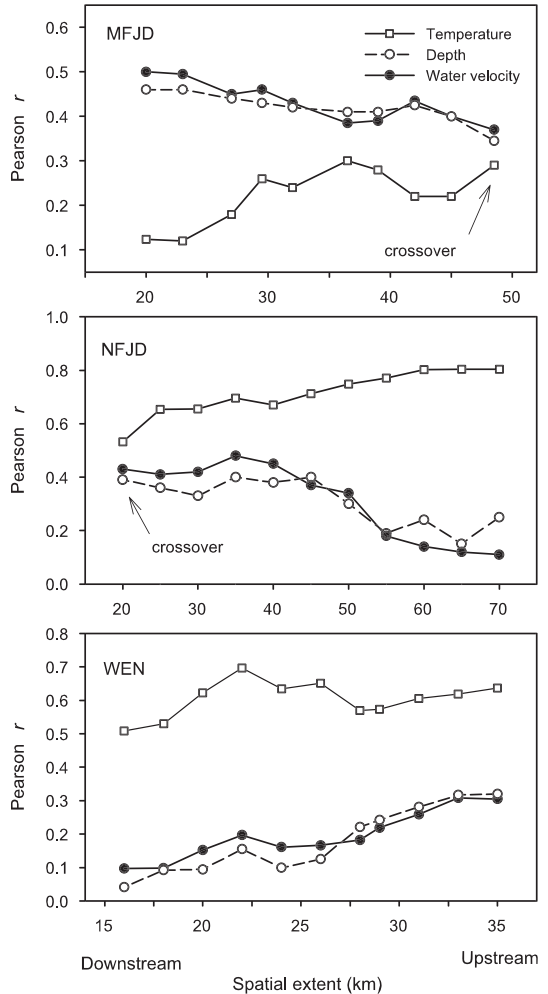 MFJD
Temperature
Depth
Water velocity
0.6
0.5
0.4
0.3
0.2
0.1
Pearson r
crossover
20 30 40 50
1.0
NFJD
0.8
0.6
0.4
0.2
0.0
Pearson r
crossover
20 30 40 50 60 70
0.8
WEN
0.7
0.6
0.5
0.4
0.3
0.2
0.1
0.0
Pearson r
15 20 25 30 35
Downstream Upstream
Spatial extent (km)